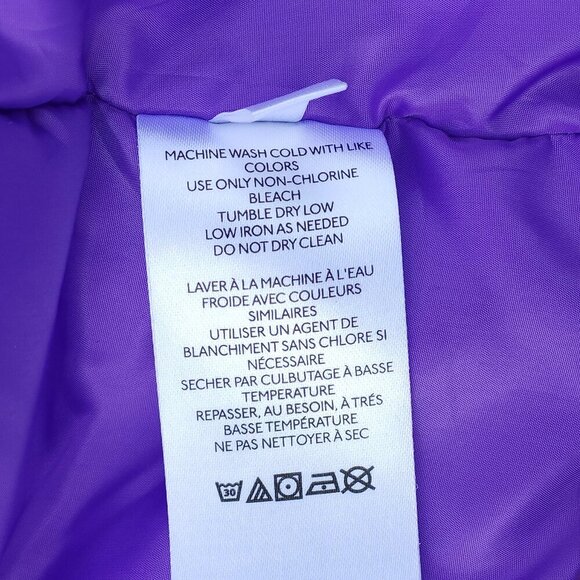 MACHINE WASH COLD WITH LIKE
COLORS
USE ONLY NON-CHLORINE
BLEACH
TUMBLE DRY LOW
LOW IRON AS NEEDED
DO NOT DRY CLEAN
LAVER À LA MACHINE À L'EAU
FROIDE AVEC COULEURS
SIMILAIRES
UTILISER UN AGENT DE
BLANCHIMENT SANS CHLORE SI
NÉCESSAIRE
SECHER PAR CULBUTAGE À BASSE
TEMPERATURE
REPASSER, AU BESOIN, À TRÉS
BASSE TEMPÉRATURE
NE PAS NETTOYER À SEC
30